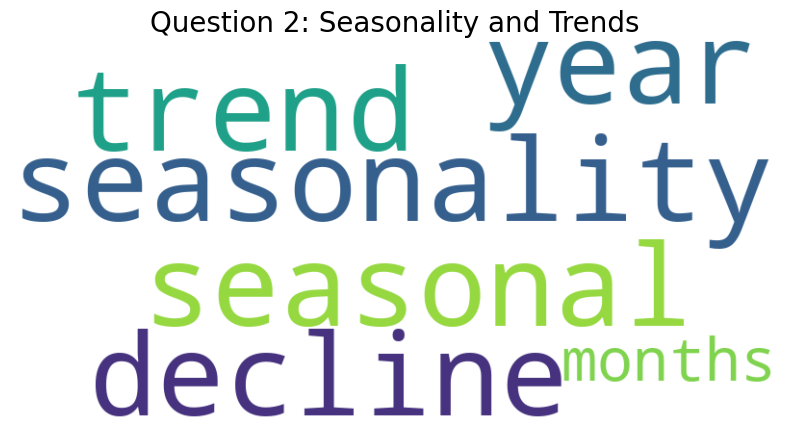 Question 2: Seasonality and Trends
year
trend
seasonality
seasonal
decline
months